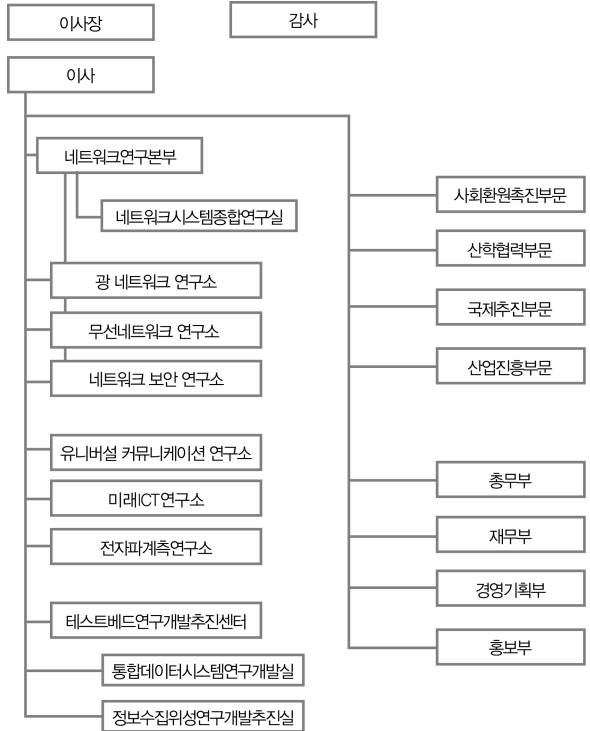 이사장
감사
이사
네트워크연구본부
네트워크시스템종합연구실
광 네트워크 연구소
무선네트워크 연구소
네트워크 보안 연구소
유니버설 커뮤니케이션 연구소
미래ICT연구소
전자파계측연구소
테스트베드연구개발추진센터
통합데이터시스템연구개발실
정보수집위성연구개발추진실
사회환원촉진부문
산학협력부문
국제추진부문
산업진흥부문
총무부
재무부
경영기획부
홍보부